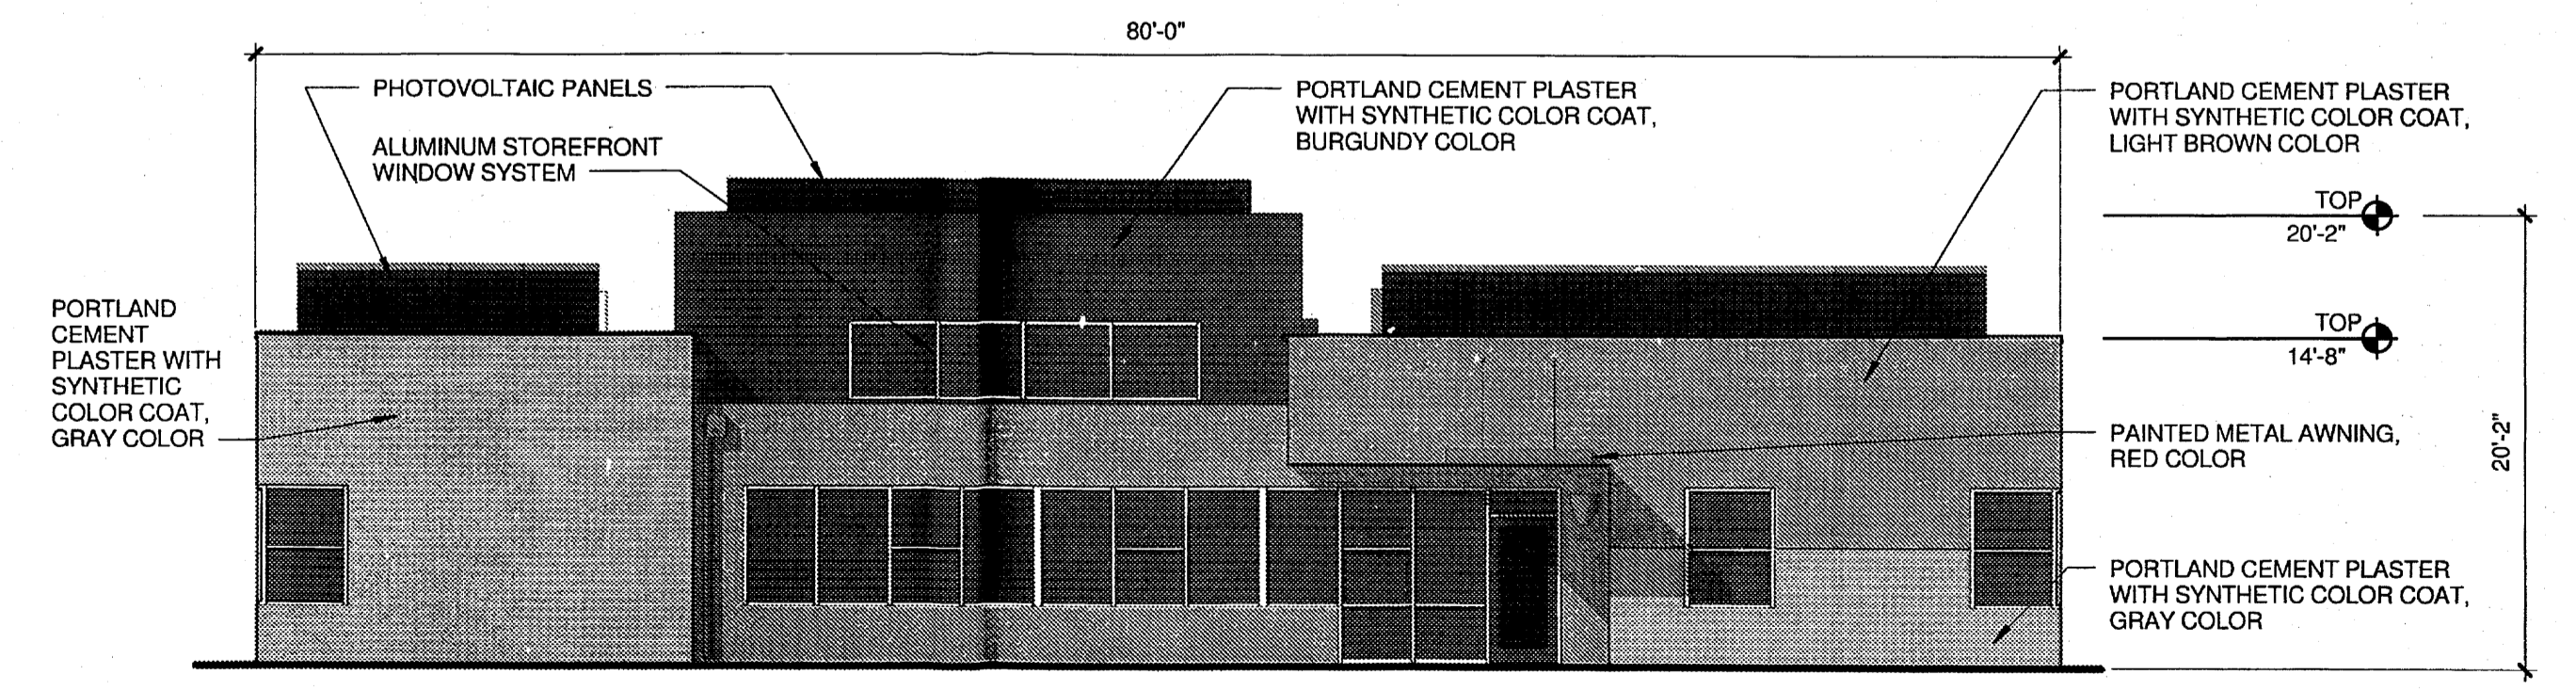 80'-0"
PHOTOVOLTAIC PANELS
ALUMINUM STOREFRONT
WINDOW SYSTEM
PORTLAND CEMENT PLASTER
WITH SYNTHETIC COLOR COAT,
BURGUNDY COLOR
PORTLAND CEMENT PLASTER
WITH SYNTHETIC COLOR COAT,
LIGHT BROWN COLOR
TOP
20'-2"
PORTLAND
CEMENT
PLASTER WITH
SYNTHETIC
COLOR COAT,
GRAY COLOR
TOP
14'-8"
20'-2"
PAINTED METAL AWNING,
RED COLOR
PORTLAND CEMENT PLASTER
WITH SYNTHETIC COLOR COAT,
GRAY COLOR